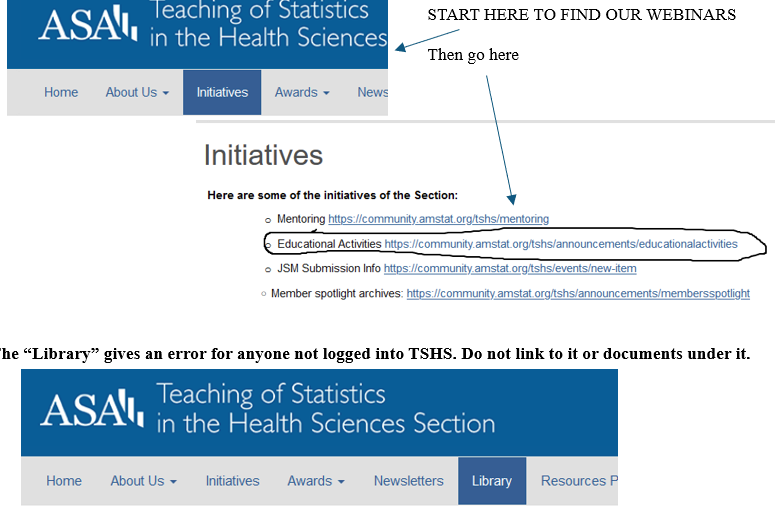 ASA Teaching of Statistics
in the Health Sciences
START HERE TO FIND OUR WEBINARS
Then go here
Home About Us Initiatives Awards News
Initiatives
Here are some of the initiatives of the Section:
Mentoring https://community.amstat.org/tshs/mentoring
Educational Activities https://community.amstat.org/tshs/announcements/educationalactivities
JSM Submission Info https://community.amstat.org/tshs/events/new-item
Member spotlight archives: https://community.amstat.org/tshs/announcements/membersspotlight
The “Library” gives an error for anyone not logged into TSHS. Do not link to it or documents under it.
ASA Teaching of Statistics
in the Health Sciences Section
Home About Us Initiatives Awards Newsletters Library Resources P